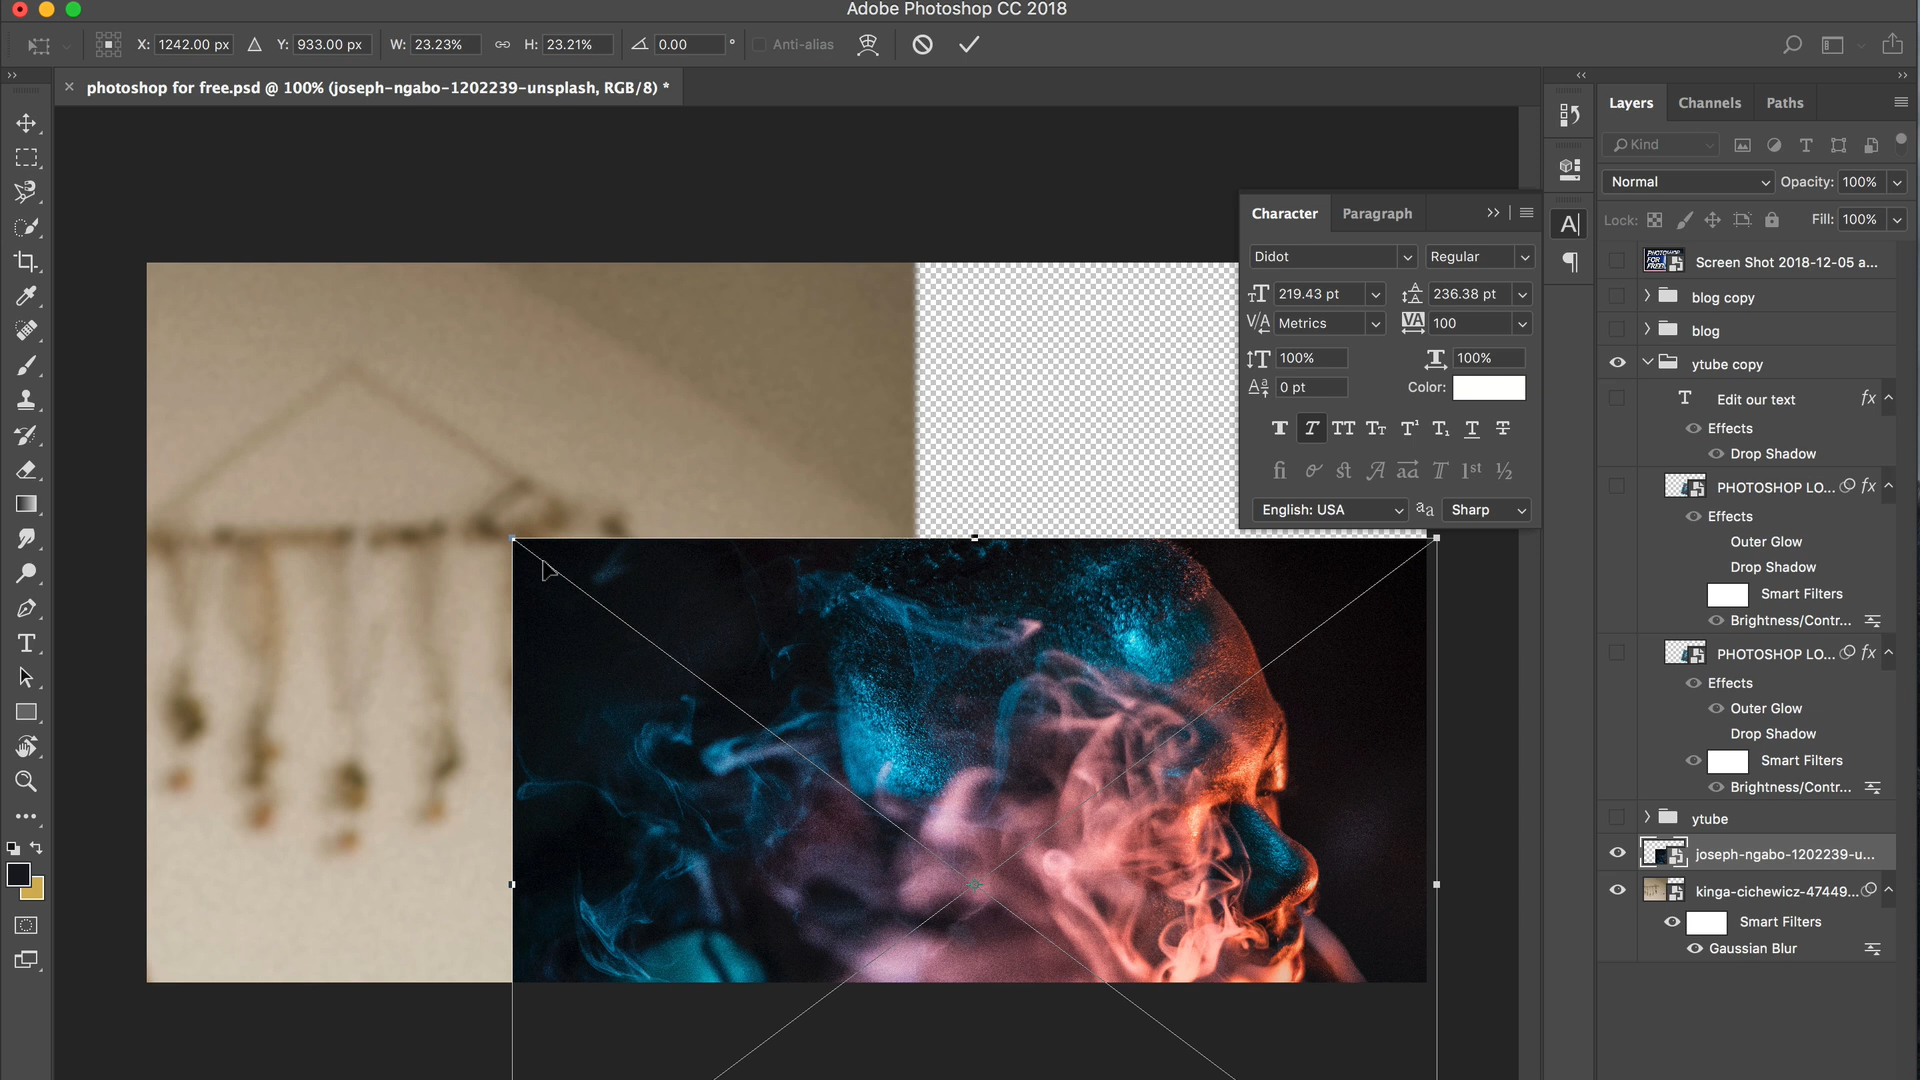 Adobe Photoshop CC 2018
X: 1242.00 px Y: 933.00 px W: 23.23% H: 23.21% 0.00 ° Anti-alias
photoshop for free.psd @ 100% (joseph-ngabo-1202239-unsplash, RGB/8) *
Character Paragraph
Didot Regular
219.43 pt 236.38 pt
Metrics 100
100% 100%
0 pt Color:
English: USA Sharp
Layers Channels Paths
Kind
Normal Opacity: 100%
Lock: Fill: 100%
Screen Shot 2018-12-05 a...
blog copy
blog
ytube copy
Edit our text fx
Effects
Drop Shadow
PHOTOSHOP LO... fx
Effects
Outer Glow
Drop Shadow
Smart Filters
Brightness/Contr...
PHOTOSHOP LO... fx
Effects
Outer Glow
Drop Shadow
Smart Filters
Brightness/Contr...
ytube
joseph-ngabo-1202239-u...
kinga-cichewicz-47449...
Smart Filters
Gaussian Blur